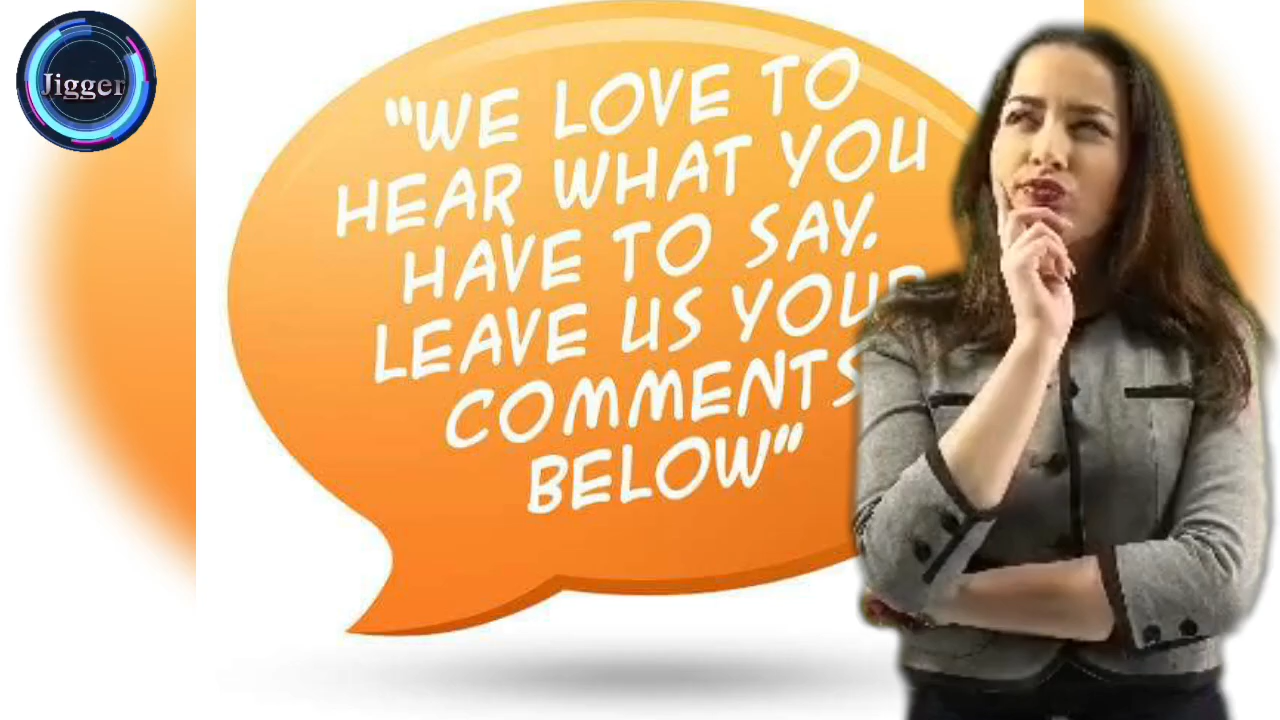 Jigger
"WE LOVE TO
HEAR WHAT YOU
HAVE TO SAY.
LEAVE US YOUR
COMMENTS
BELOW"